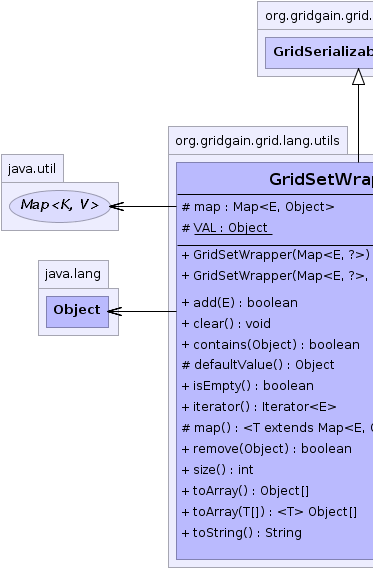 org.gridgain.grid.
GridSerializab
org.gridgain.grid.lang.utils
java.util
Map<K, V>
GridSetWrap
# map : Map<E, Object>
# VAL : Object
+ GridSetWrapper(Map<E, ?>)
+ GridSetWrapper(Map<E, ?>,
java.lang
Object
+ add(E) : boolean
+ clear() : void
+ contains(Object) : boolean
# defaultValue() : Object
+ isEmpty() : boolean
+ iterator() : Iterator<E>
# map() : <T extends Map<E, O
+ remove(Object) : boolean
+ size() : int
+ toArray() : Object[]
+ toArray(T[]) : <T> Object[]
+ toString() : String